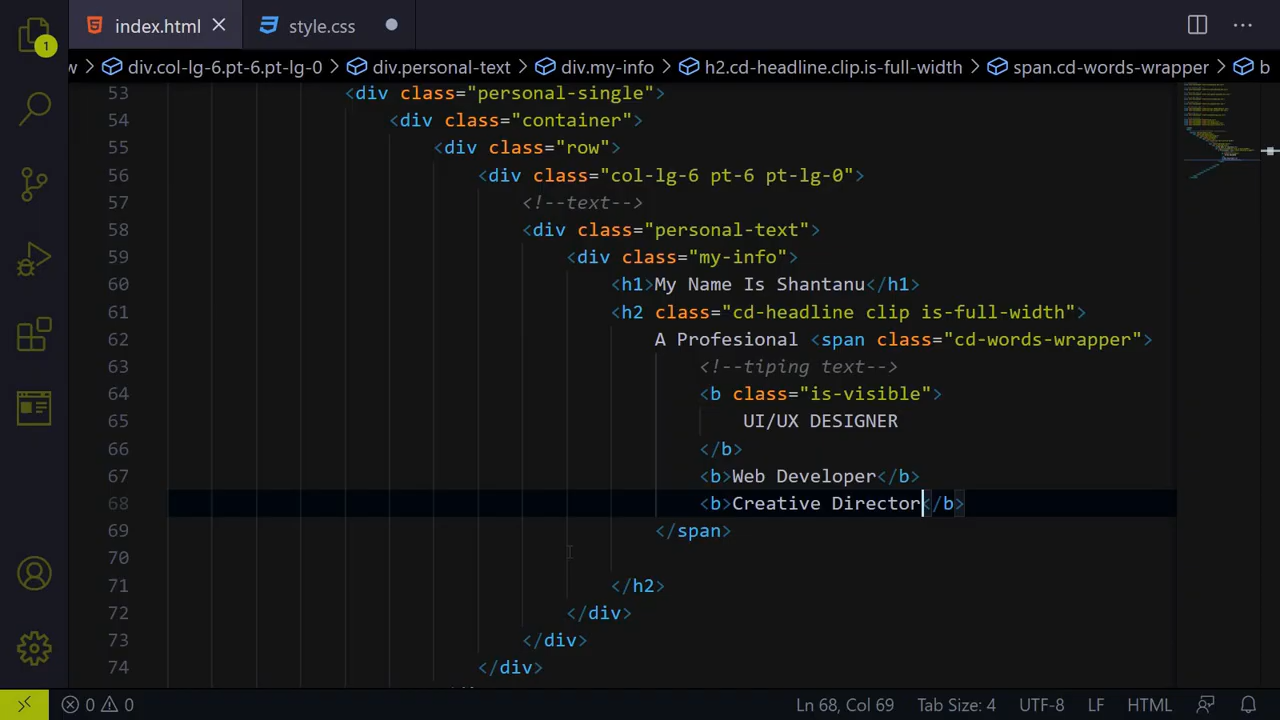 index.html
style.css
1
w > div.col-lg-6.pt-6.pt-lg-0 > div.personal-text > div.my-info > h2.cd-headline.clip.is-full-width > span.cd-words-wrapper > b
53 <div class="personal-single">
54 <div class="container">
55 <div class="row">
56 <div class="col-lg-6 pt-6 pt-lg-0">
57 <!--text-->
58 <div class="personal-text">
59 <div class="my-info">
60 <h1>My Name Is Shantanu</h1>
61 <h2 class="cd-headline clip is-full-width">
62 A Profesional <span class="cd-words-wrapper">
63 <!--tiping text-->
64 <b class="is-visible">
65 UI/UX DESIGNER
66 </b>
67 <b>Web Developer</b>
68 <b>Creative Director</b>
69 </span>
70
71 </h2>
72 </div>
73 </div>
74 </div>
0 0 Ln 68, Col 69 Tab Size: 4 UTF-8 LF HTML